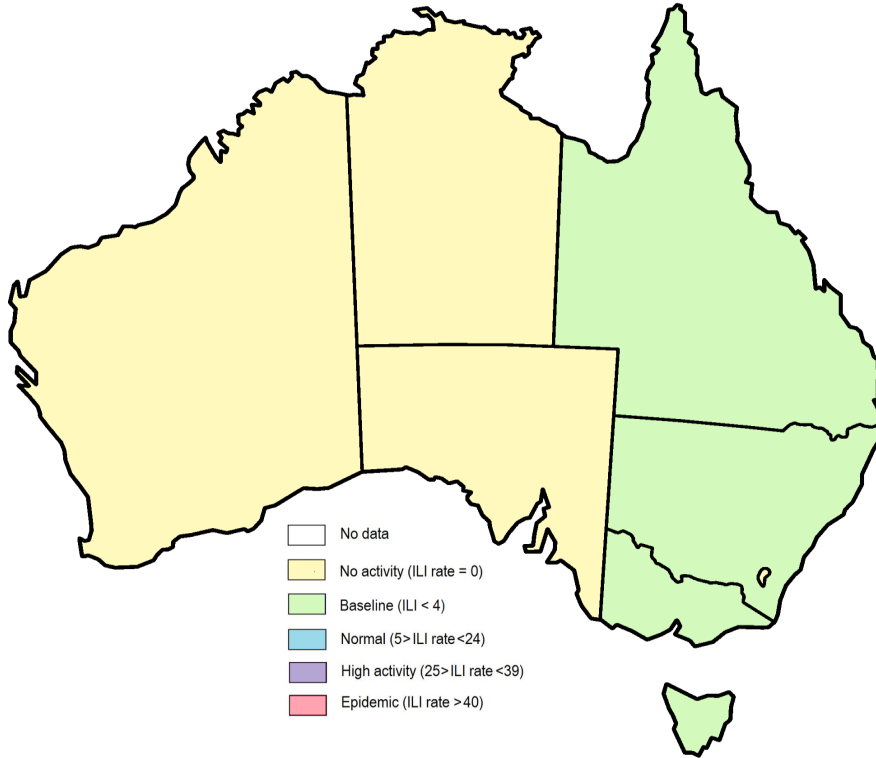 No data
No activity (ILI rate = 0)
Baseline (ILI < 4)
Normal (5> ILI rate<24)
High activity (25>ILI rate <39)
Epidemic (ILI rate >40)